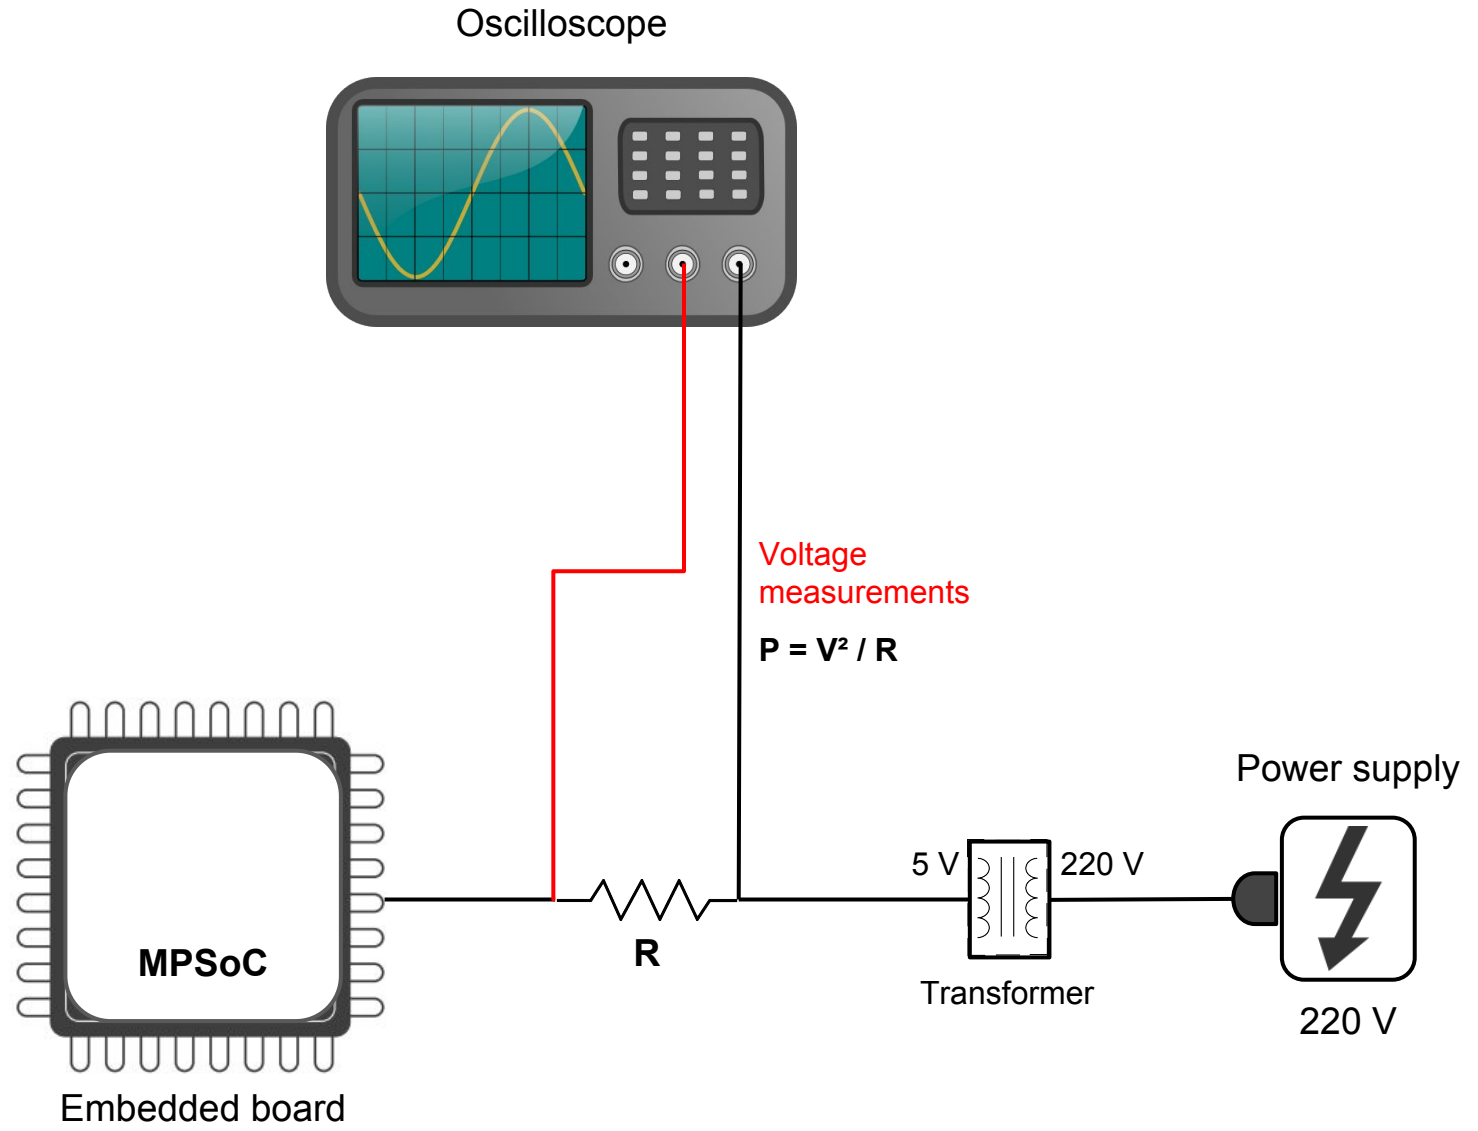 Oscilloscope
Voltage
measurements
P = V² / R
Power supply
5 V
220 V
MPSoC
R
Transformer
220 V
Embedded board